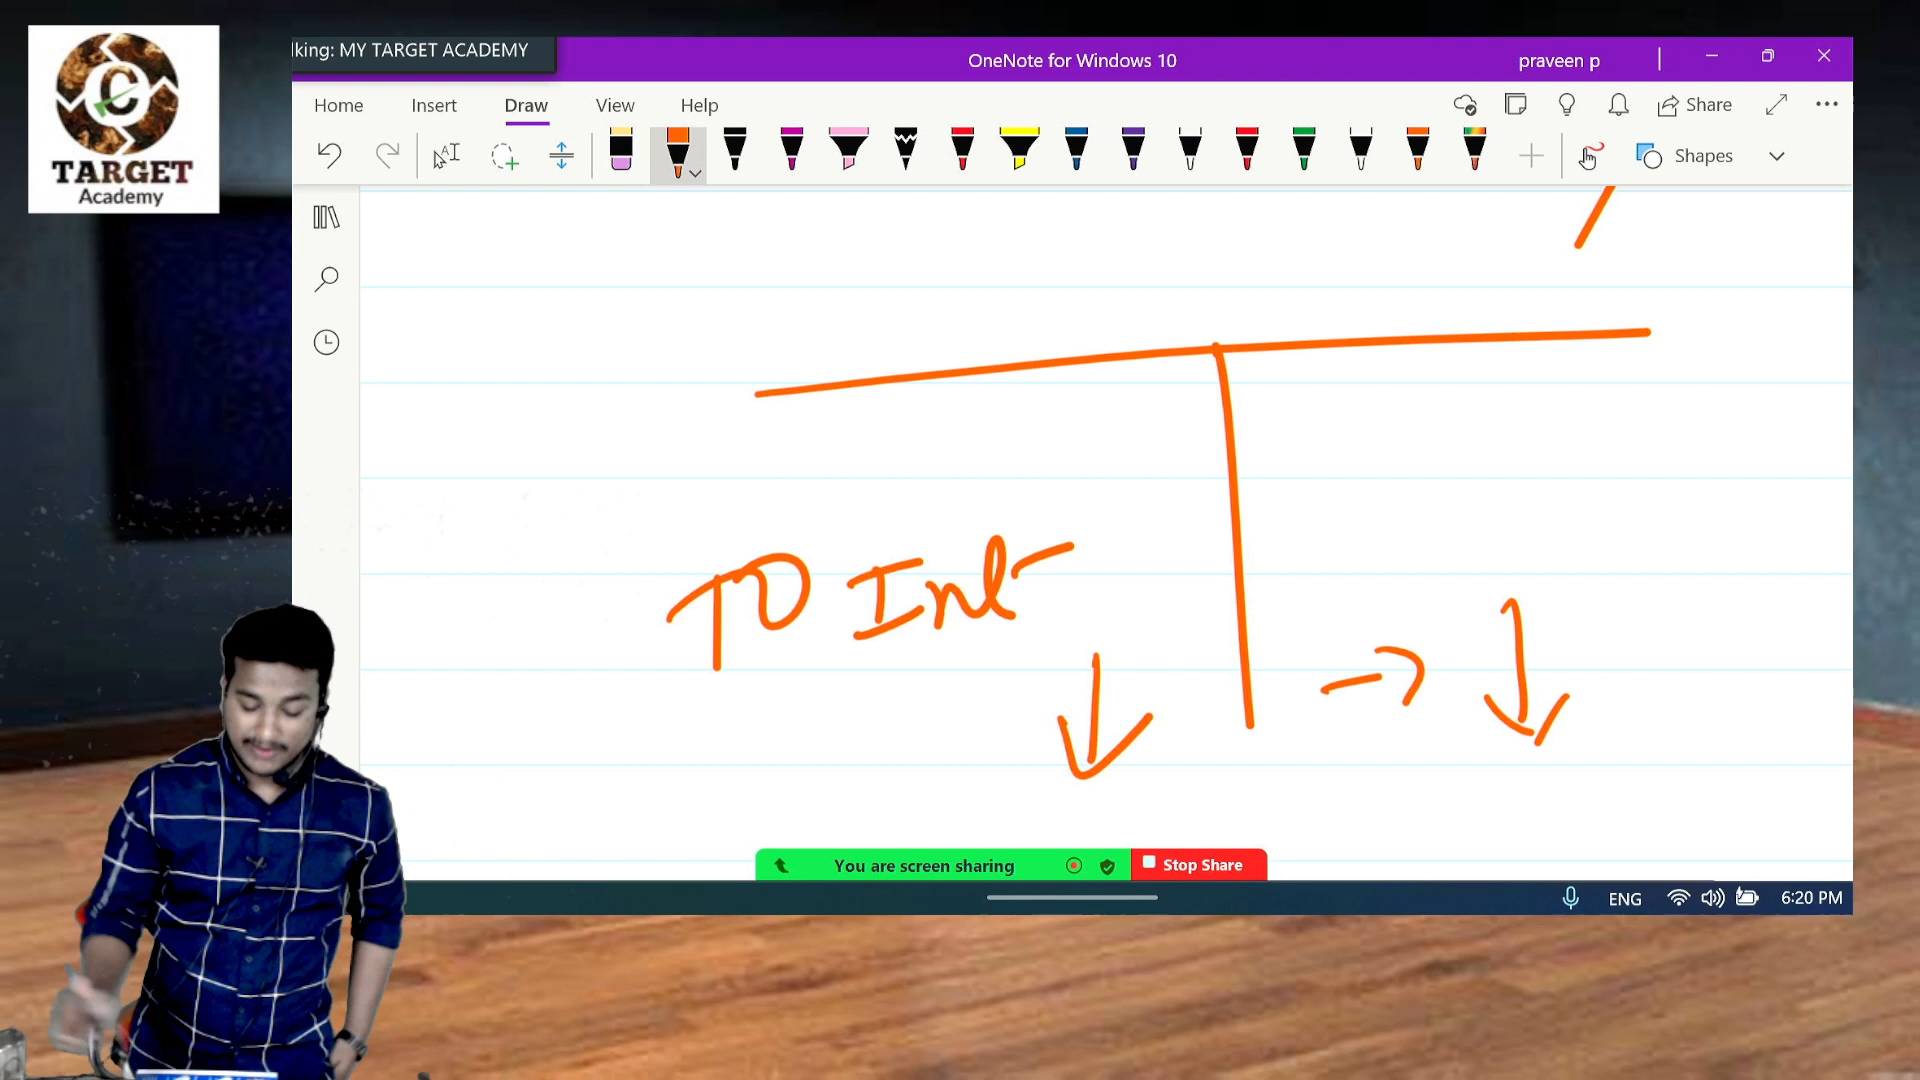 C
TARGET
Academy
lking: MY TARGET ACADEMY
OneNote for Windows 10
praveen p
Home Insert Draw View Help
Share
Shapes
TO Int
You are screen sharing
Stop Share
ENG
6:20 PM